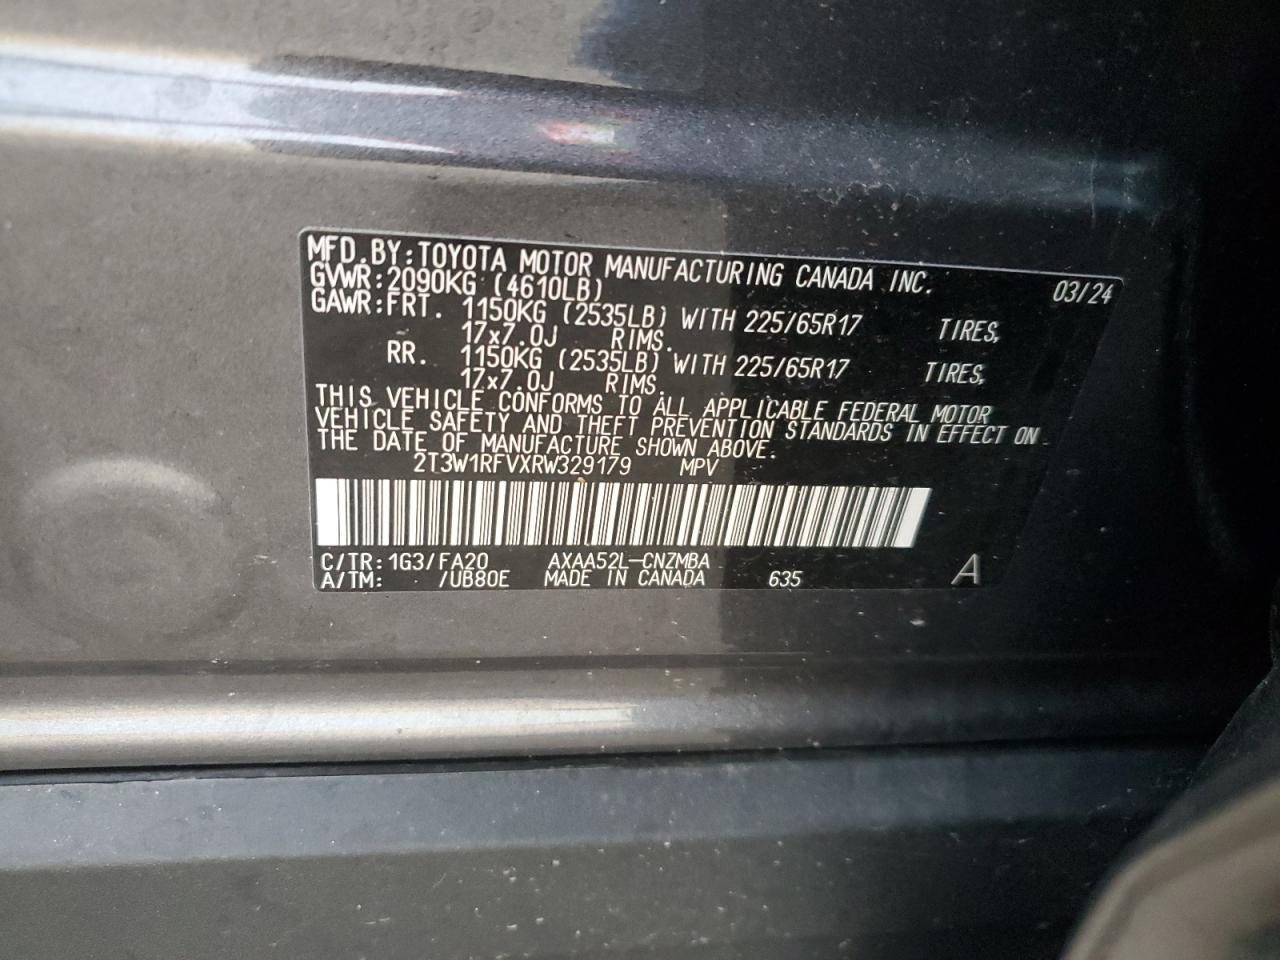 MFD.BY:TOYOTA MOTOR MANUFACTURING CANADA INC. 03/24
GVWR:2090KG (4610LB)
GAWR:FRT. 1150KG (2535LB) WITH 225/65R17 TIRES,
17x7.0J RIMS.
RR. 1150KG (2535LB) WITH 225/65R17 TIRES,
17x7.0J RIMS.
THIS VEHICLE CONFORMS TO ALL APPLICABLE FEDERAL MOTOR
VEHICLE SAFETY AND THEFT PREVENTION STANDARDS IN EFFECT ON
THE DATE OF MANUFACTURE SHOWN ABOVE.
2T3W1RFVXRW329179 MPV
C/TR:1G3/FA20 AXAA52L-CNZMBA
A/TM: /UB80E MADE IN CANADA 635 A